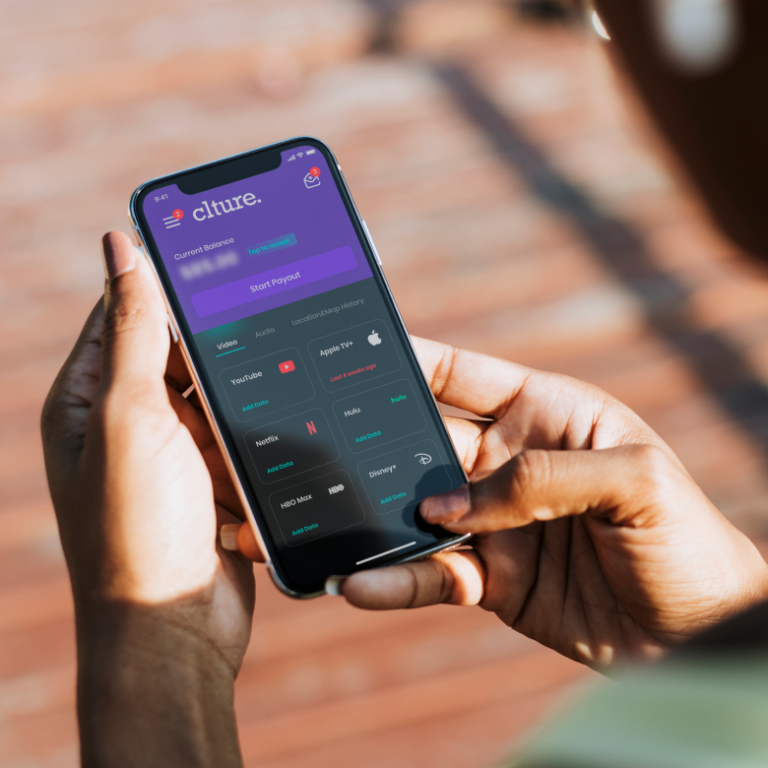 9:41
3
clture.
3
Current Balance
Tap to reveal
Start Payout
Video
Audio
Location&Map History
YouTube
Add Data
Apple TV+
Last 4 weeks ago
Netflix
N
Add Data
Hulu
hulu
Add Data
HBO Max
HBO
Add Data
Disney+
D
Add Data